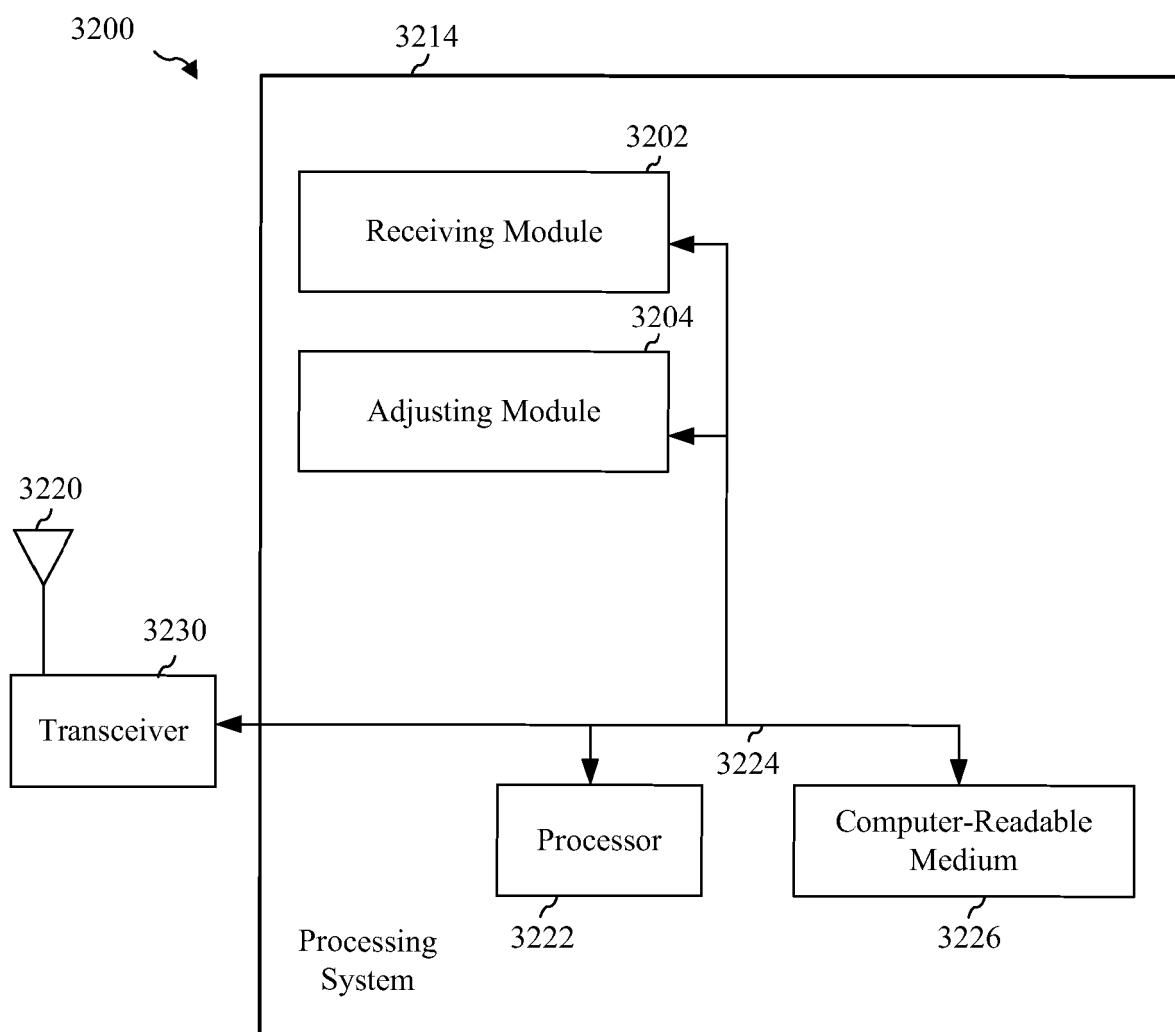 3200
3214
3202
Receiving Module
3204
Adjusting Module
3220
3230
Transceiver
3224
Processor
Computer-Readable
Medium
3222
3226
Processing
System